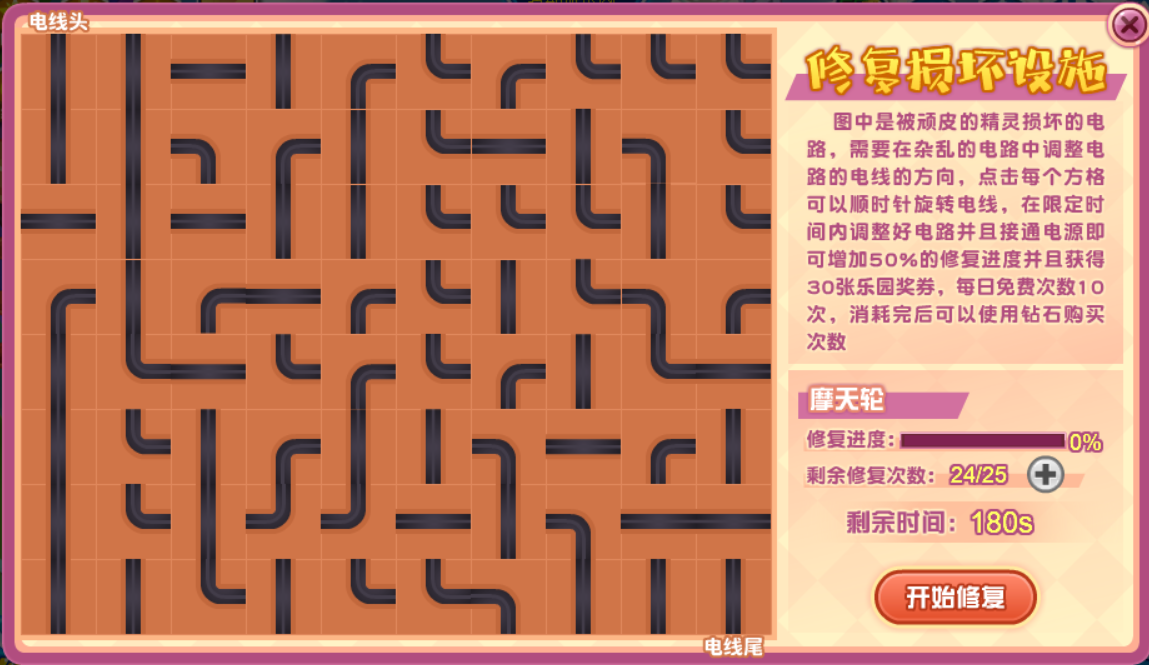 电线头
修复损坏设施
图中是被顽皮的精灵损坏的电
路，需要在杂乱的电路中调整电
路的电线的方向，点击每个方格
可以顺时针旋转电线，在限定时
间内调整好电路并且接通电源即
可增加50%的修复进度并且获得
30张乐园奖券，每日免费次数10
次，消耗完后可以使用钻石购买
次数
摩天轮
修复进度：0%
剩余修复次数：24/25
剩余时间：180s
开始修复
电线尾